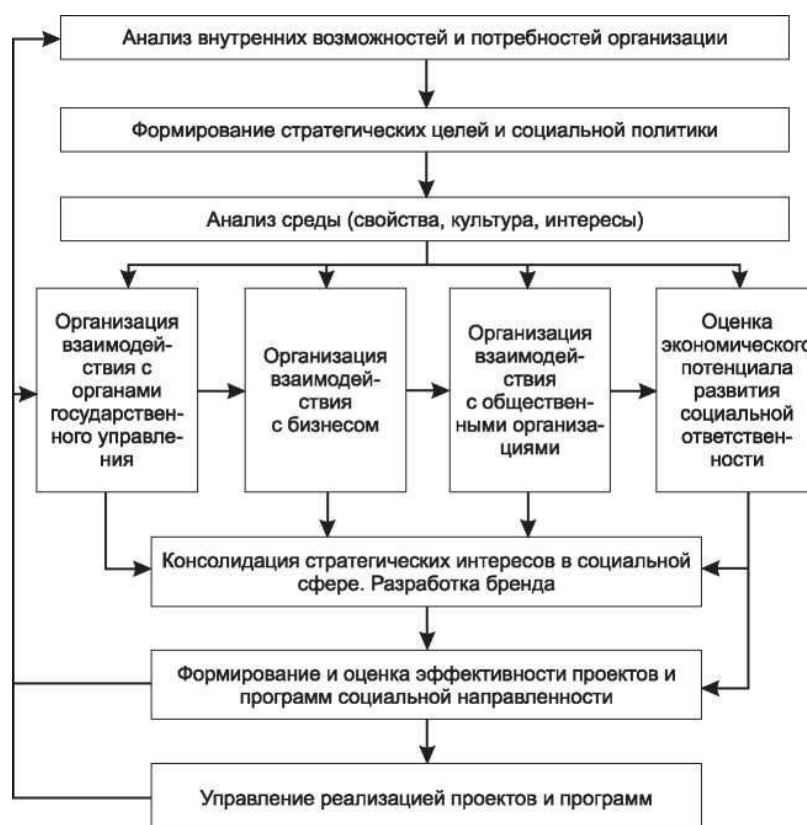 Анализ внутренних возможностей и потребностей организации
Формирование стратегических целей и социальной политики
Анализ среды (свойства, культура, интересы)
Организация
взаимодей-
ствия с
органами
государствен-
ного управле-
ния
Организация
взаимодей-
ствия
с бизнесом
Организация
взаимодей-
ствия
с обществен-
ными организа-
циями
Оценка
экономического
потенциала
развития
социальной
ответствен-
ности
Консолидация стратегических интересов в социальной
сфере. Разработка бренда
Формирование и оценка эффективности проектов и
программ социальной направленности
Управление реализацией проектов и программ